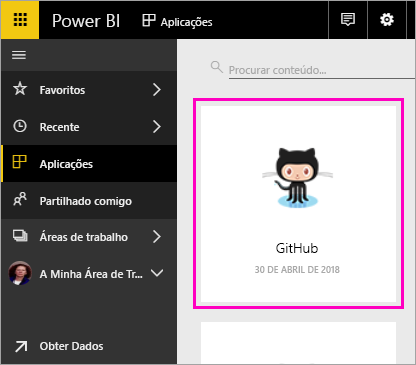 Power BI
Aplicações
Procurar conteúdo...
Favoritos
Recente
Aplicações
Partilhado comigo
Áreas de trabalho
A Minha Área de Tr...
Obter Dados
GitHub
30 DE ABRIL DE 2018